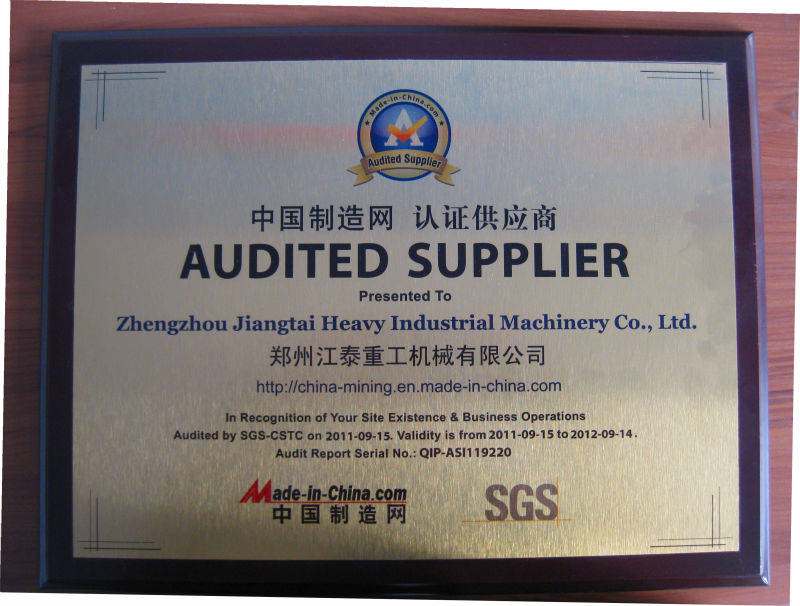 Made-in-China.com
Audited Supplier
中国制造网 认证供应商
AUDITED SUPPLIER
Presented To
Zhengzhou Jiangtai Heavy Industrial Machinery Co., Ltd.
郑州江泰重工机械有限公司
http://china-mining.en.made-in-china.com
In Recognition of Your Site Existence & Business Operations
Audited by SGS-CSTC on 2011-09-15. Validity is from 2011-09-15 to 2012-09-14.
Audit Report Serial No.: QIP-ASI119220
Made-in-China.com
中国制造网
SGS